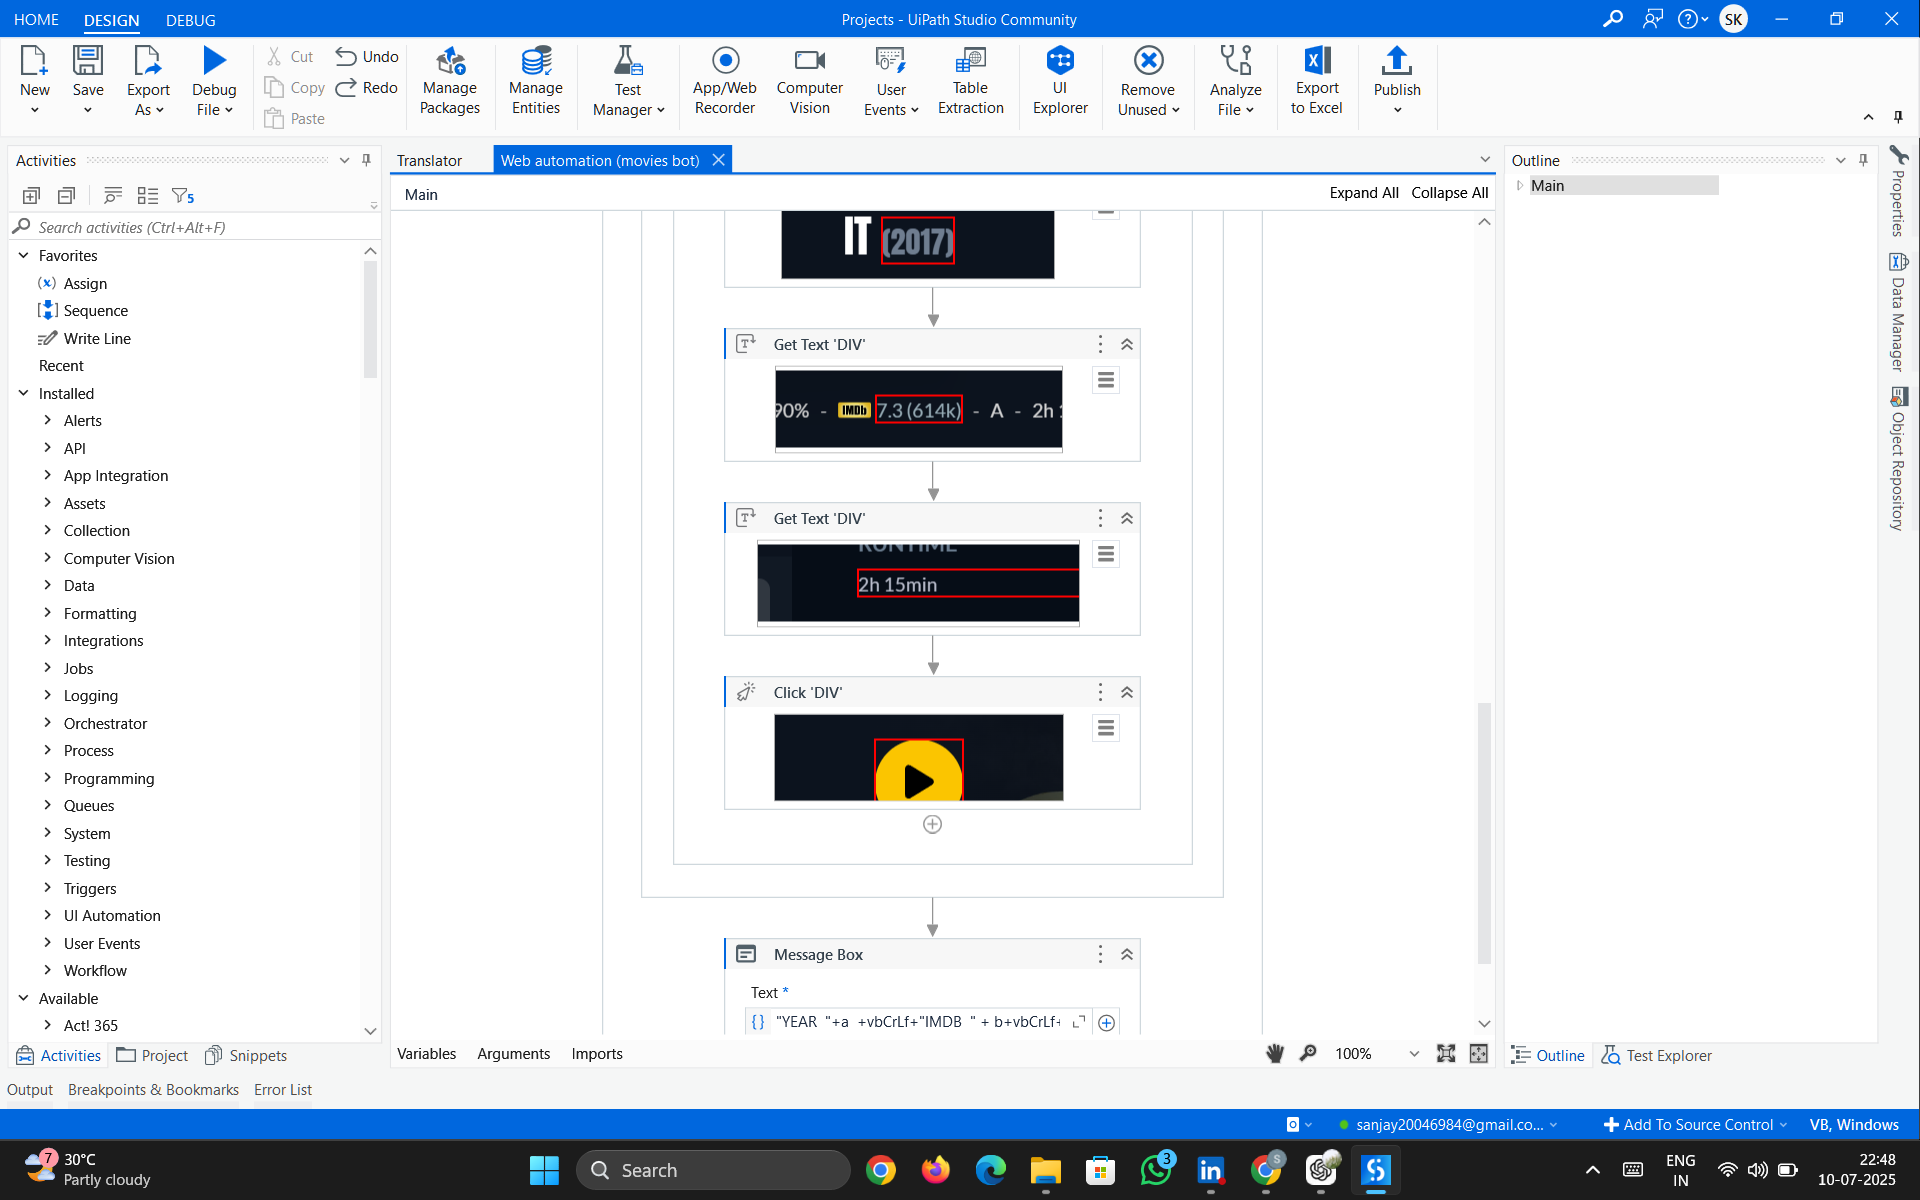 HOME DESIGN DEBUG
Projects - UiPath Studio Community
SK
New
Save
Export As
Debug File
Cut
Copy
Paste
Undo
Redo
Manage Packages
Manage Entities
Test Manager
App/Web Recorder
Computer Vision
User Events
Table Extraction
UI Explorer
Remove Unused
Analyze File
Export to Excel
Publish
Activities
5
Search activities (Ctrl+Alt+F)
Favorites
Assign
Sequence
Write Line
Recent
Installed
Alerts
API
App Integration
Assets
Collection
Computer Vision
Data
Formatting
Integrations
Jobs
Logging
Orchestrator
Process
Programming
Queues
System
Testing
Triggers
UI Automation
User Events
Workflow
Available
Act! 365
Activities Project Snippets
Translator
Web automation (movies bot)
Main
Expand All Collapse All
IT (2017)
Get Text 'DIV'
90% - IMDb 7.3 (614k) - A - 2h
Get Text 'DIV'
RUNTIME
2h 15min
Click 'DIV'
Message Box
Text *
"YEAR "+a +vbCrLf+"IMDB " + b+vbCrLf+
Variables Arguments Imports
100%
Outline
Main
Outline Test Explorer
Properties
Data Manager
Object Repository
Output Breakpoints & Bookmarks Error List
sanjay20046984@gmail.co...
Add To Source Control
VB, Windows
7
30°C
Partly cloudy
Search
3
S
ENG
IN
22:48
10-07-2025